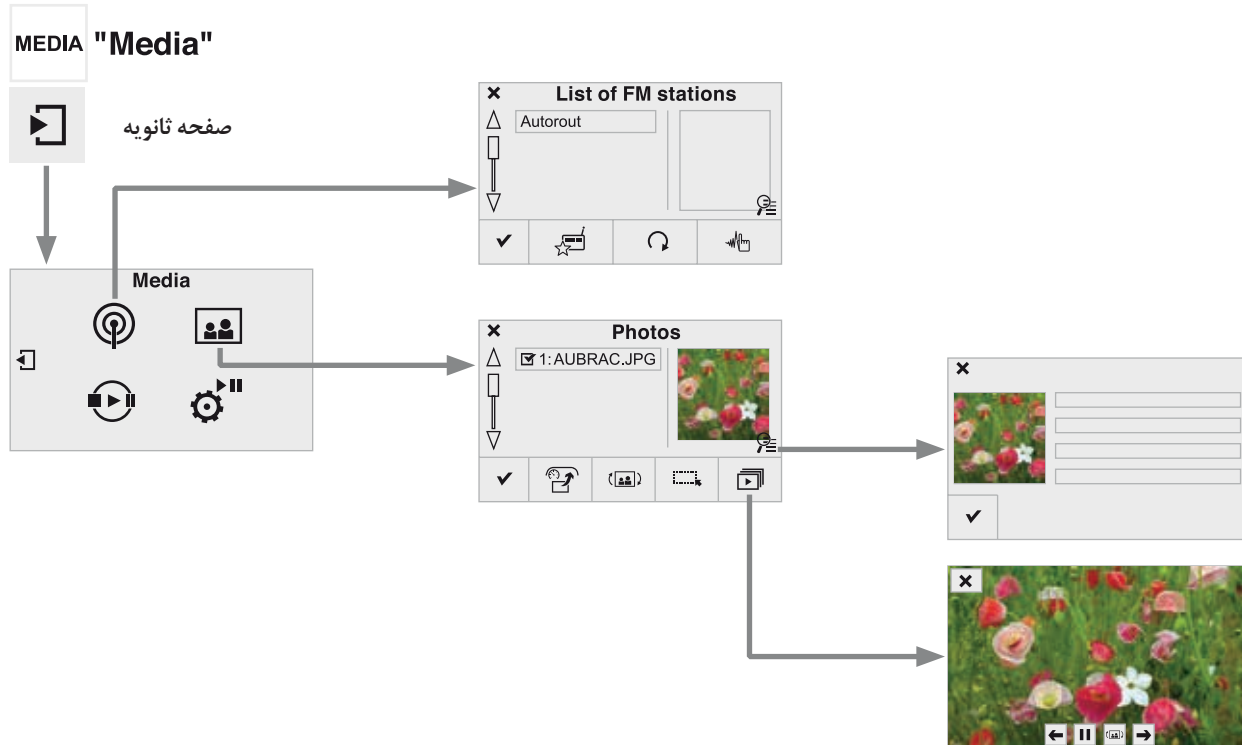 MEDIA "Media"
صفحه ثانویه
List of FM stations
Autorout
Media
Photos
1: AUBRAC.JPG